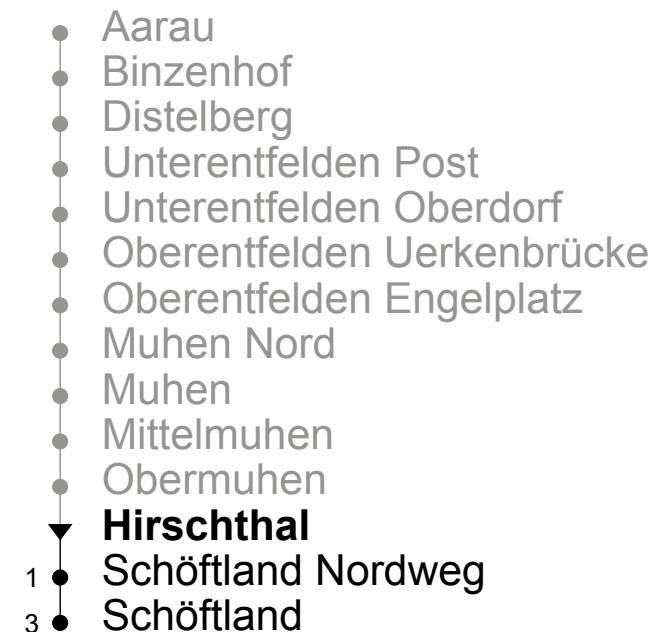 Aarau
Binzenhof
Distelberg
Unterentfelden Post
Unterentfelden Oberdorf
Oberentfelden Uerkenbrücke
Oberentfelden Engelplatz
Muhen Nord
Muhen
Mittelmuhen
Obermuhen
Hirschthal
1 Schöftland Nordweg
3 Schöftland